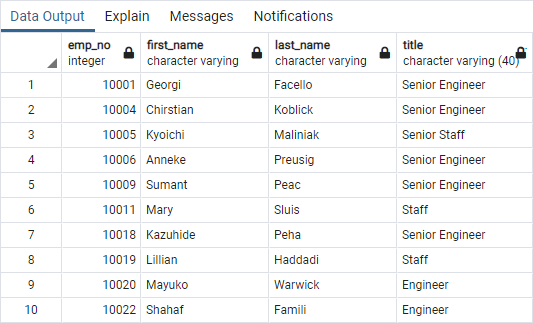 Data Output Explain Messages Notifications
emp_no first_name last_name title
integer character varying character varying character varying (40)
1 10001 Georgi Facello Senior Engineer
2 10004 Chirstian Koblick Senior Engineer
3 10005 Kyoichi Maliniak Senior Staff
4 10006 Anneke Preusig Senior Engineer
5 10009 Sumant Peac Senior Engineer
6 10011 Mary Sluis Staff
7 10018 Kazuhide Peha Senior Engineer
8 10019 Lillian Haddadi Staff
9 10020 Mayuko Warwick Engineer
10 10022 Shahaf Famili Engineer